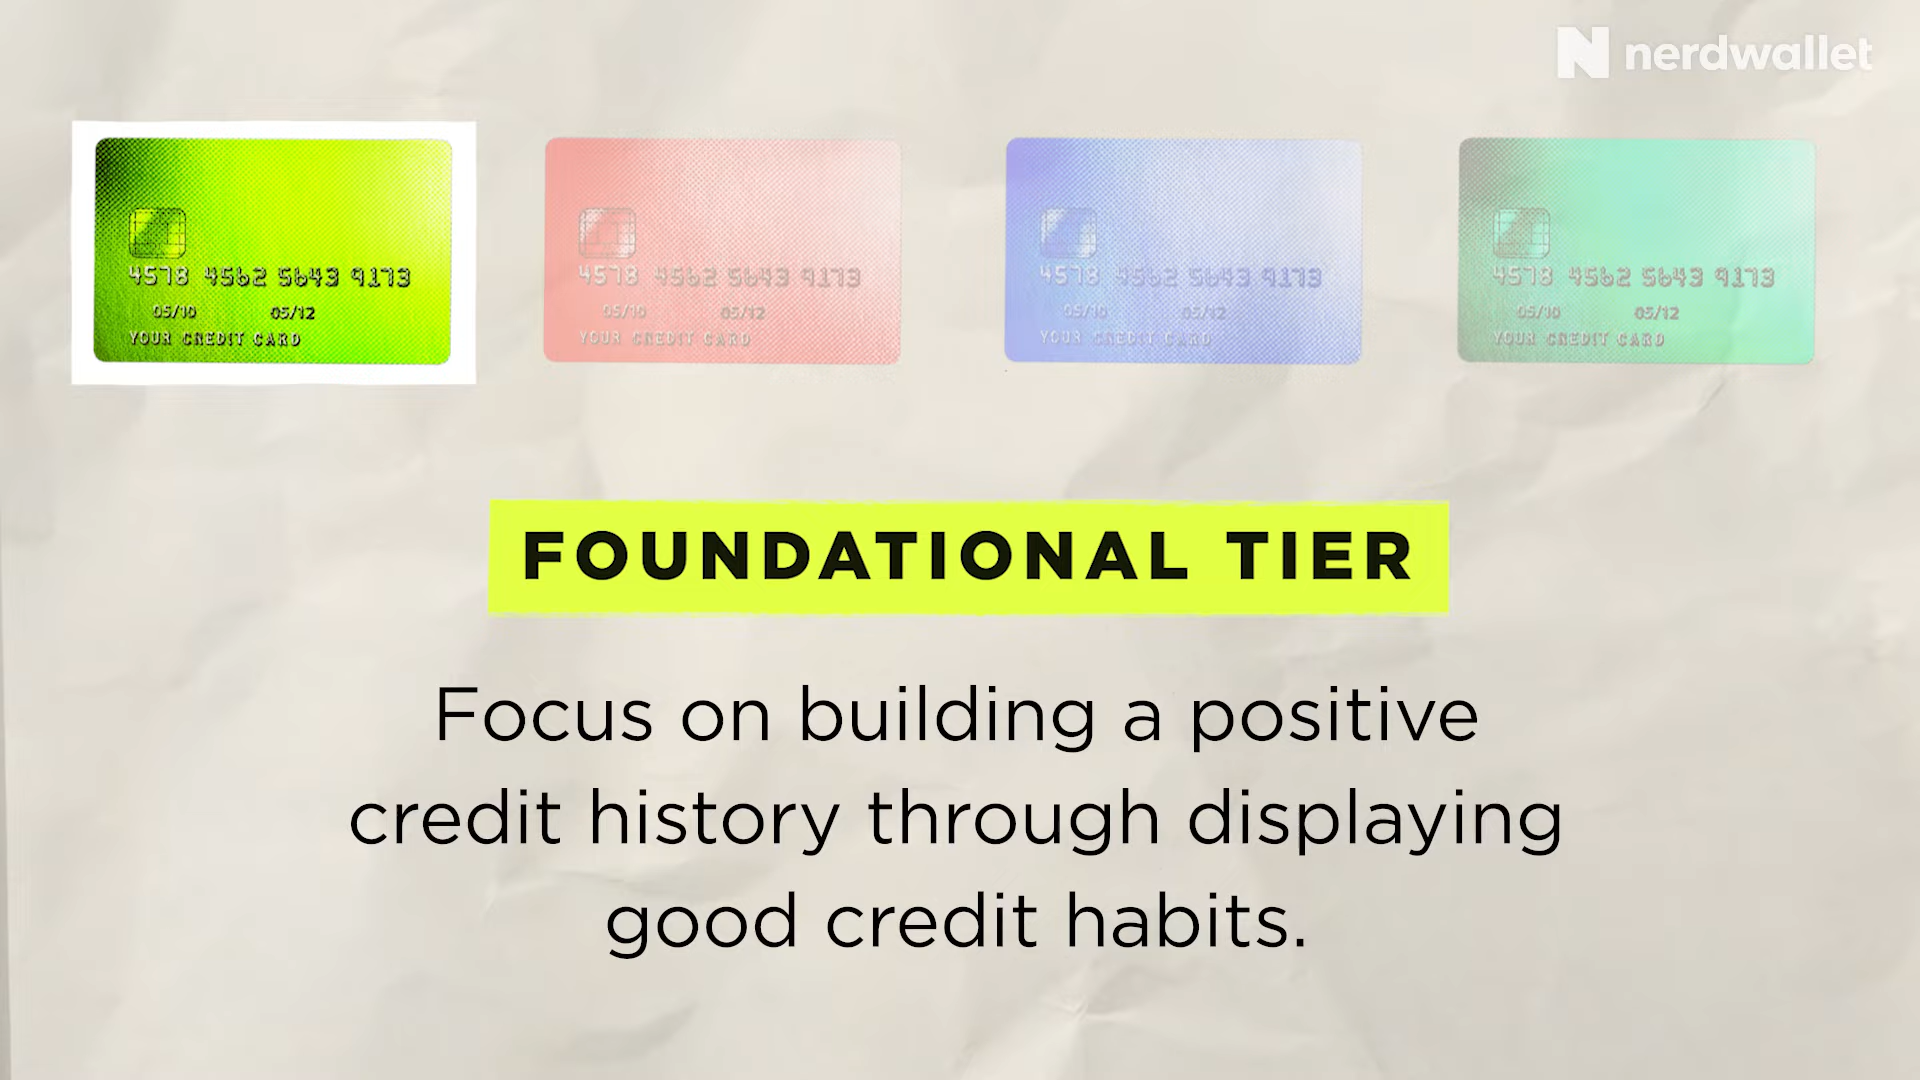 nerdwallet
4578 4562 5643 9173
05/10 05/12
YOUR CREDIT CARD
4578 4562 5643 9173
05/10 05/12
YOUR CREDIT CARD
4578 4562 5643 9173
05/10 05/12
YOUR CREDIT CARD
4578 4562 5643 9173
05/10 05/12
YOUR CREDIT CARD
FOUNDATIONAL TIER
Focus on building a positive
credit history through displaying
good credit habits.